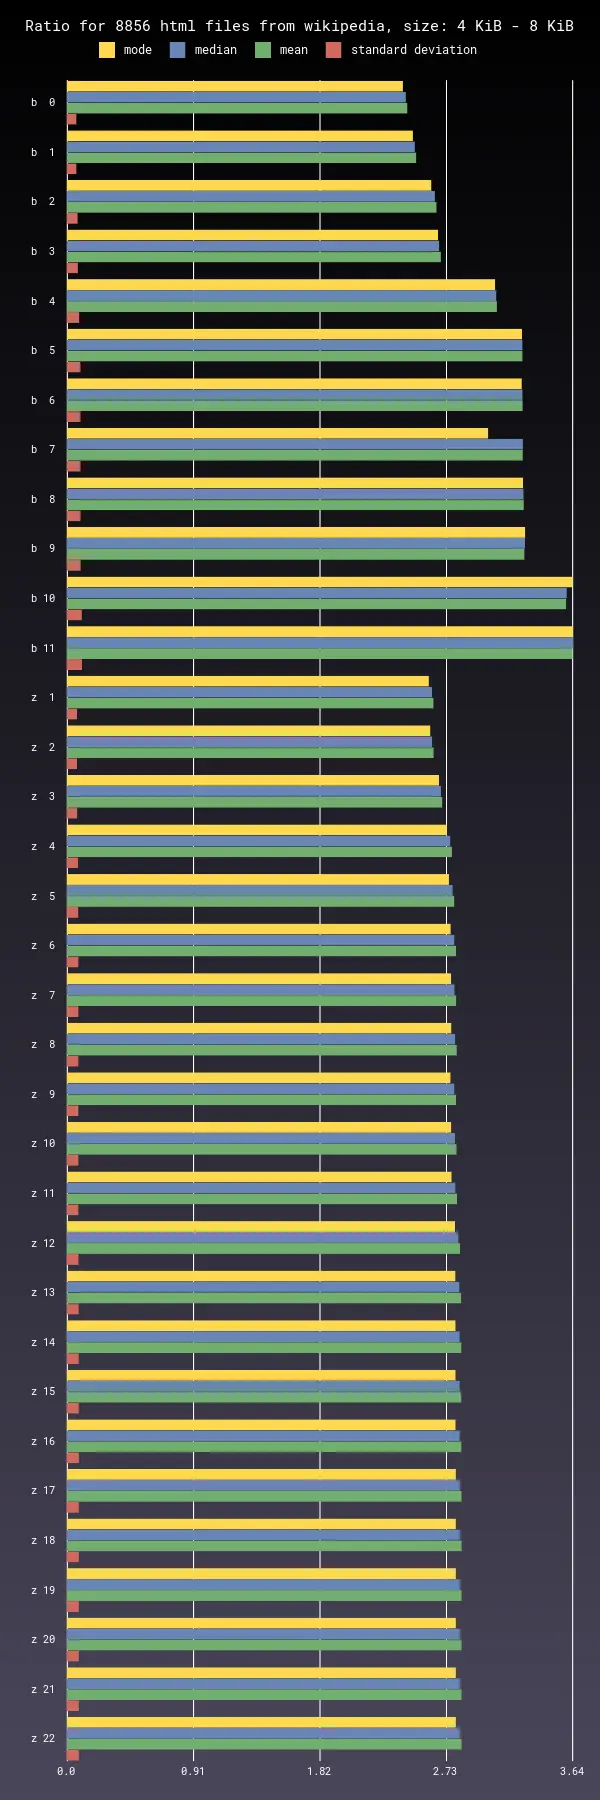 Ratio for 8856 html files from wikipedia, size: 4 KiB - 8 KiB
mode median mean standard deviation
b 0
b 1
b 2
b 3
b 4
b 5
b 6
b 7
b 8
b 9
b 10
b 11
z 1
z 2
z 3
z 4
z 5
z 6
z 7
z 8
z 9
z 10
z 11
z 12
z 13
z 14
z 15
z 16
z 17
z 18
z 19
z 20
z 21
z 22
0.0 0.91 1.82 2.73 3.64